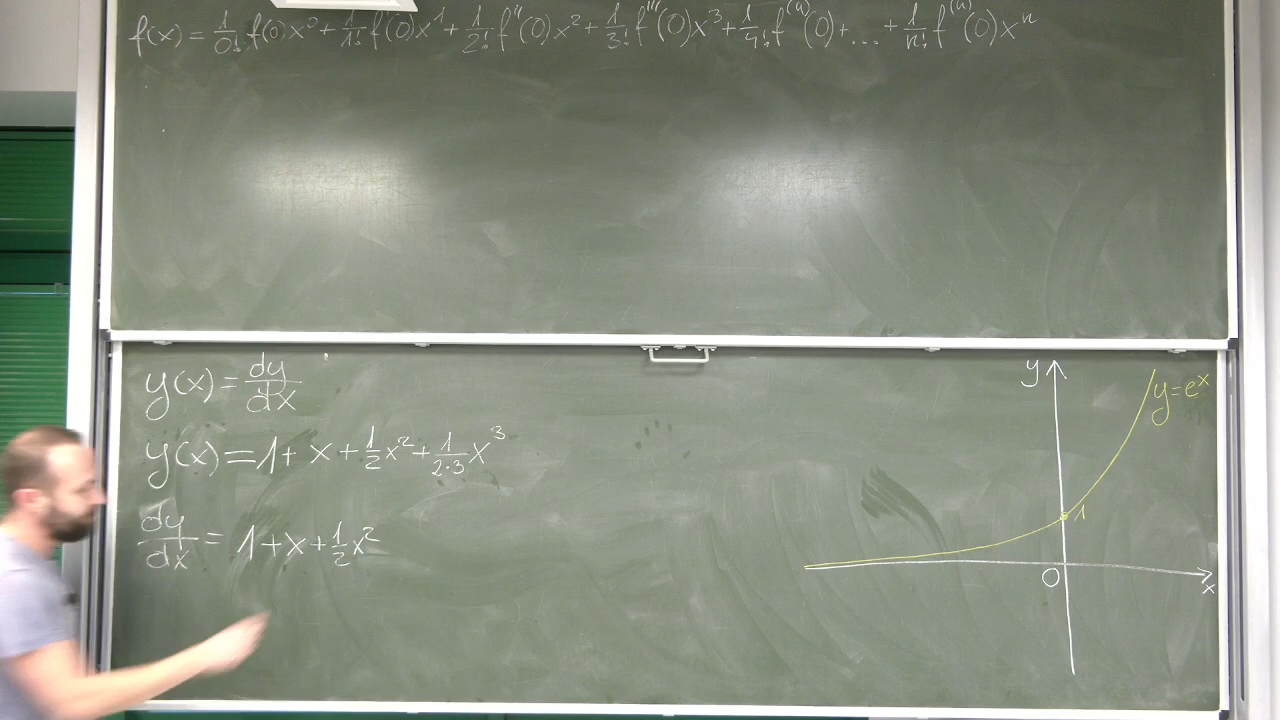 f(x) = 1/0! f(0)x⁰ + 1/1! f'(0)x¹ + 1/2! f''(0)x² + 1/3! f'''(0)x³ + 1/4! f⁽⁴⁾(0) + ... + 1/n! f⁽ⁿ⁾(0)xⁿ
y(x) = dy/dx
y(x) = 1 + x + 1/2 x² + 1/2·3 x³
dy/dx = 1 + x + 1/2 x²
y
y = eˣ
1
0
x